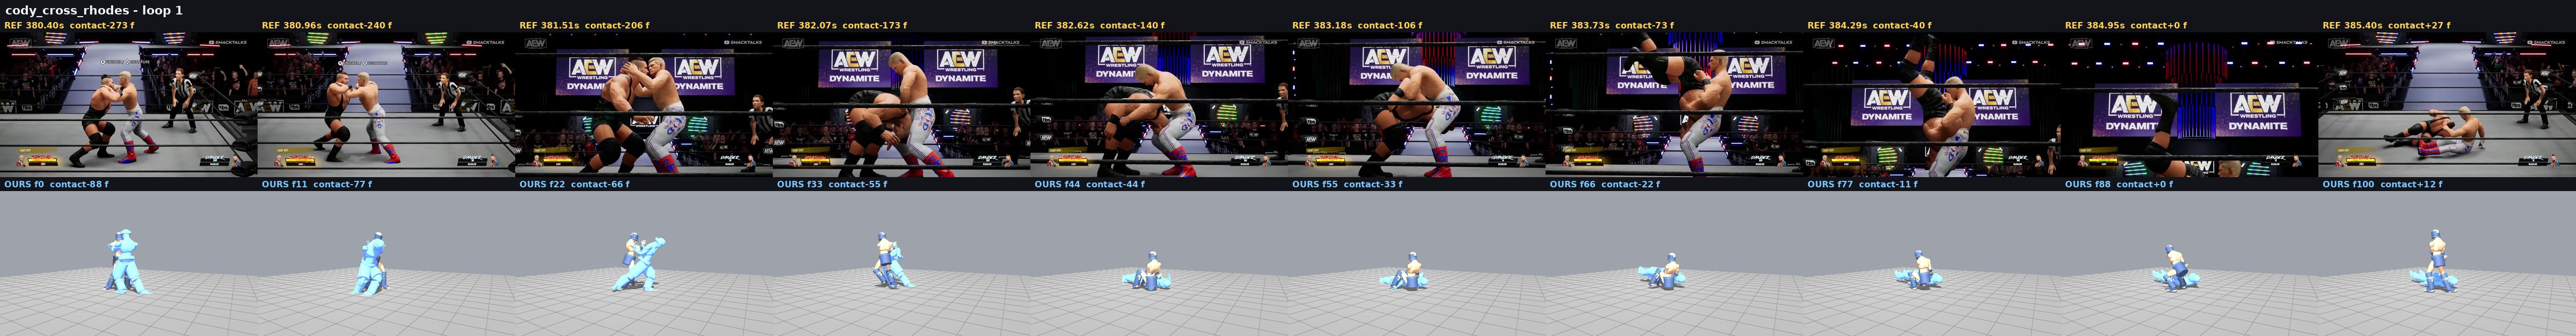 cody_cross_rhodes - loop 1
REF 380.40s contact-273 f
REF 380.96s contact-240 f
REF 381.51s contact-206 f
REF 382.07s contact-173 f
REF 382.62s contact-140 f
REF 383.18s contact-106 f
REF 383.73s contact-73 f
REF 384.29s contact-40 f
REF 384.95s contact+0 f
REF 385.40s contact+27 f
AEW
SMACKTALKS
AEW
WRESTLING
DYNAMITE
OURS f0 contact-88 f
OURS f11 contact-77 f
OURS f22 contact-66 f
OURS f33 contact-55 f
OURS f44 contact-44 f
OURS f55 contact-33 f
OURS f66 contact-22 f
OURS f77 contact-11 f
OURS f88 contact+0 f
OURS f100 contact+12 f